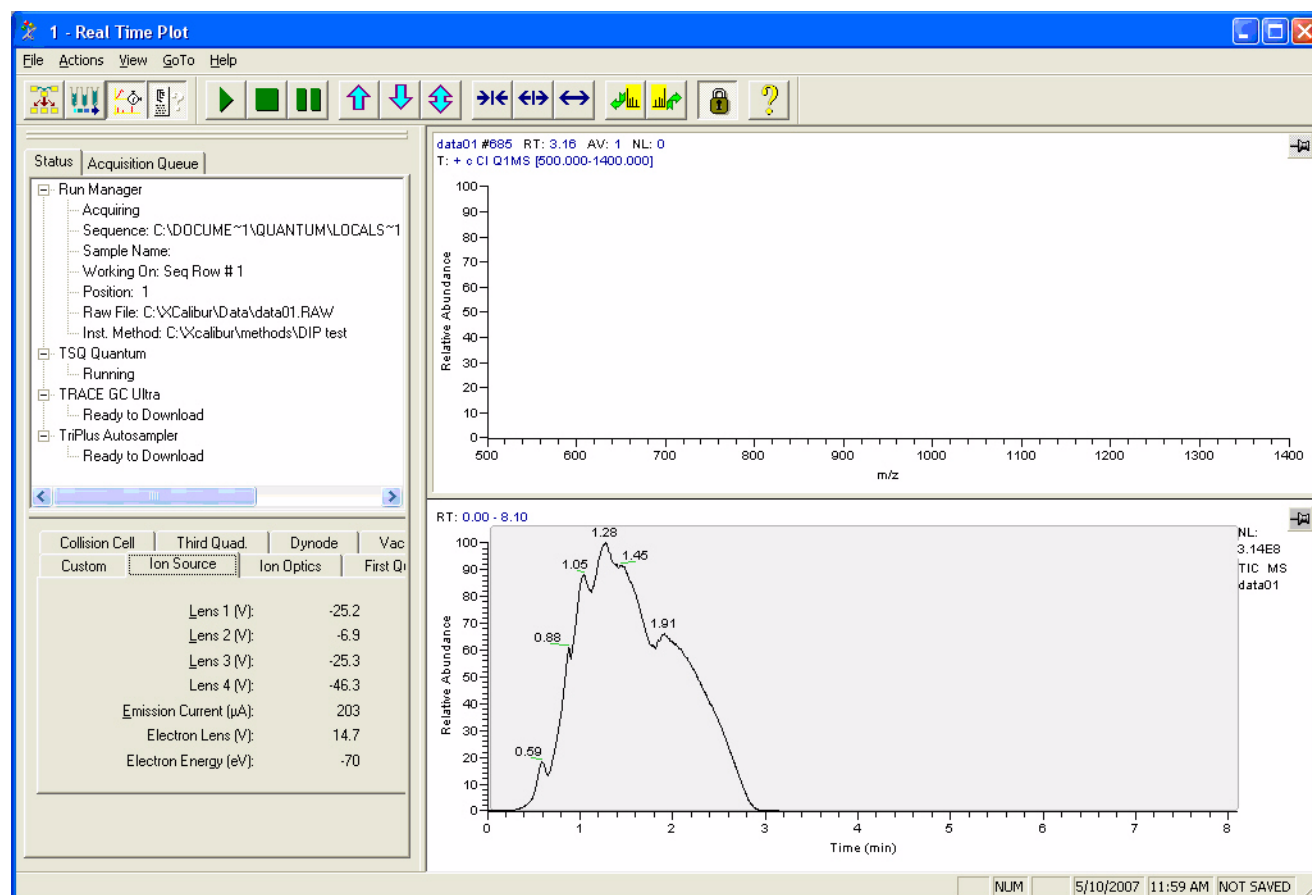 1 - Real Time Plot
File Actions View GoTo Help
Status Acquisition Queue
Run Manager
Acquiring
Sequence: C:\DOCUME~1\QUANTUM\LOCALS~1
Sample Name:
Working On: Seq Row # 1
Position: 1
Raw File: C:\XCalibur\Data\data01.RAW
Inst. Method: C:\Xcalibur\methods\DIP test
TSQ Quantum
Running
TRACE GC Ultra
Ready to Download
TriPlus Autosampler
Ready to Download
Collision Cell Third Quad. Dynode Vac
Custom Ion Source Ion Optics First Qu
Lens 1 (V): -25.2
Lens 2 (V): -6.9
Lens 3 (V): -25.3
Lens 4 (V): -46.3
Emission Current (µA): 203
Electron Lens (V): 14.7
Electron Energy (eV): -70
data01 #685 RT: 3.16 AV: 1 NL: 0
T: + c CI Q1MS [500.000-1400.000]
100
90
80
70
60
50
40
30
20
10
0
Relative Abundance
500 600 700 800 900 1000 1100 1200 1300 1400
m/z
RT: 0.00 - 8.10
NL:
3.14E8
TIC MS
data01
100
90
80
70
60
50
40
30
20
10
0
Relative Abundance
1.28
1.45
1.05
0.88
1.91
0.59
0 1 2 3 4 5 6 7 8
Time (min)
NUM 5/10/2007 11:59 AM NOT SAVED